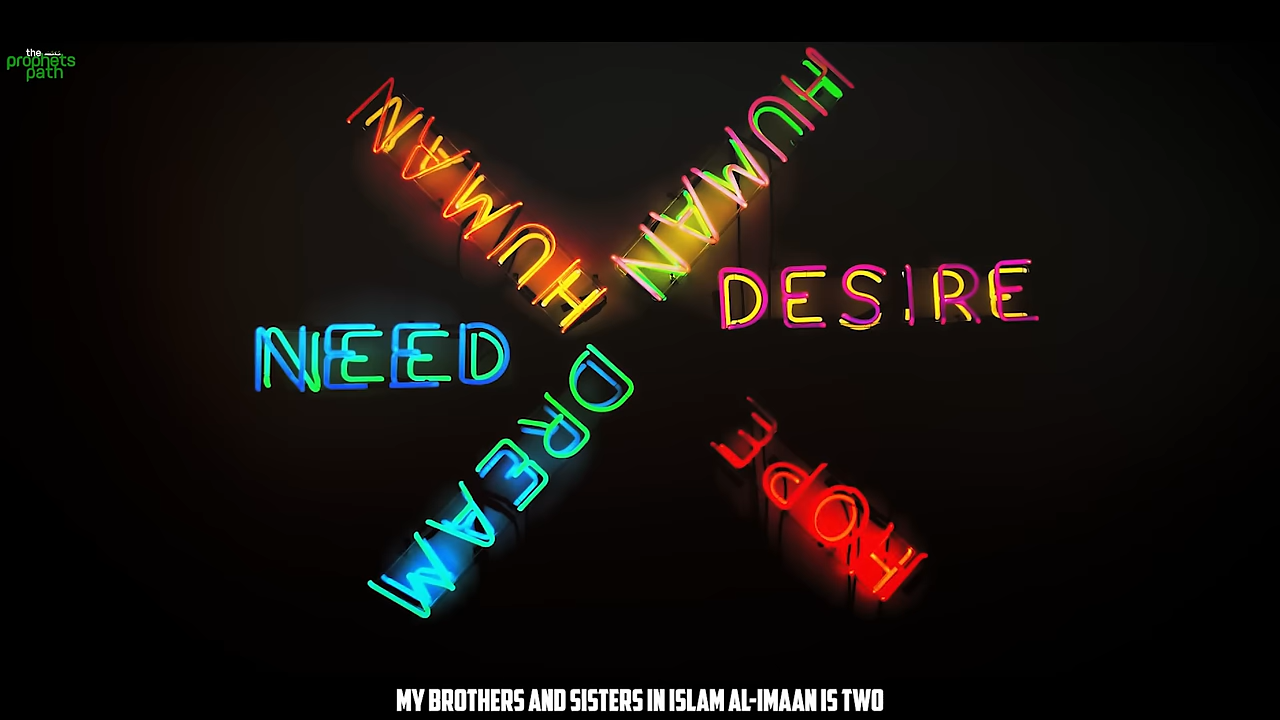 the
prophets
path
HUMAN
HUMAN
DESIRE
NEED
DREAM
HOPE
MY BROTHERS AND SISTERS IN ISLAM AL-IMAAN IS TWO